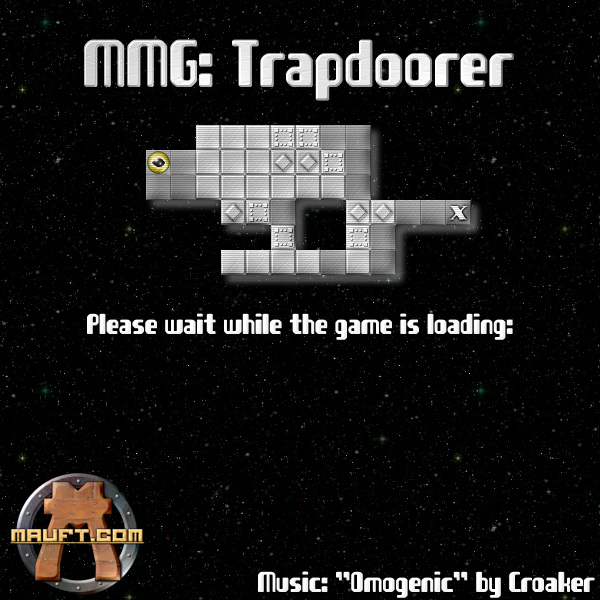 MMG: Trapdoorer
X
Please wait while the game is loading:
MAUFT.COM
Music: "Omogenic" by Croaker